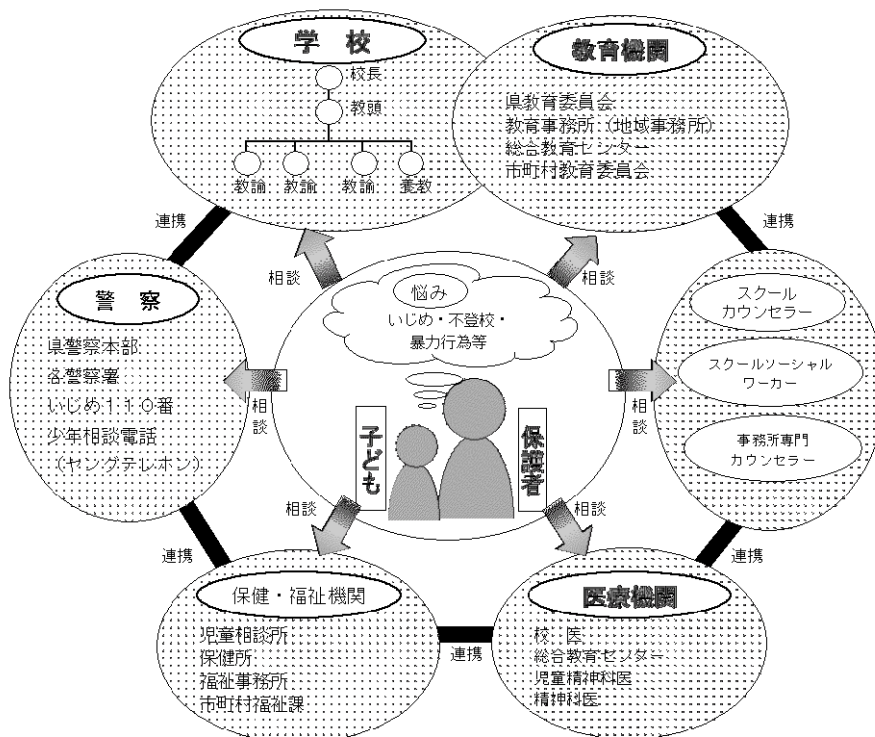 学 校
校長
教頭
教諭 教諭 教諭 養教
教育機関
県教育委員会
教育事務所（地域事務所）
総合教育センター
市町村教育委員会
連携
連携
相談
相談
悩み
いじめ・不登校・
暴力行為等
警 察
県警察本部
各警察署
いじめ１１０番
少年相談電話
（ヤングテレホン）
相
談
子ども
保護者
相
談
スクール
カウンセラー
スクールソーシャル
ワーカー
事務所専門
カウンセラー
相談
相談
連携
連携
保健・福祉機関
児童相談所
保健所
福祉事務所
市町村福祉課
連携
医療機関
校 医
総合教育センター
児童精神科医
精神科医